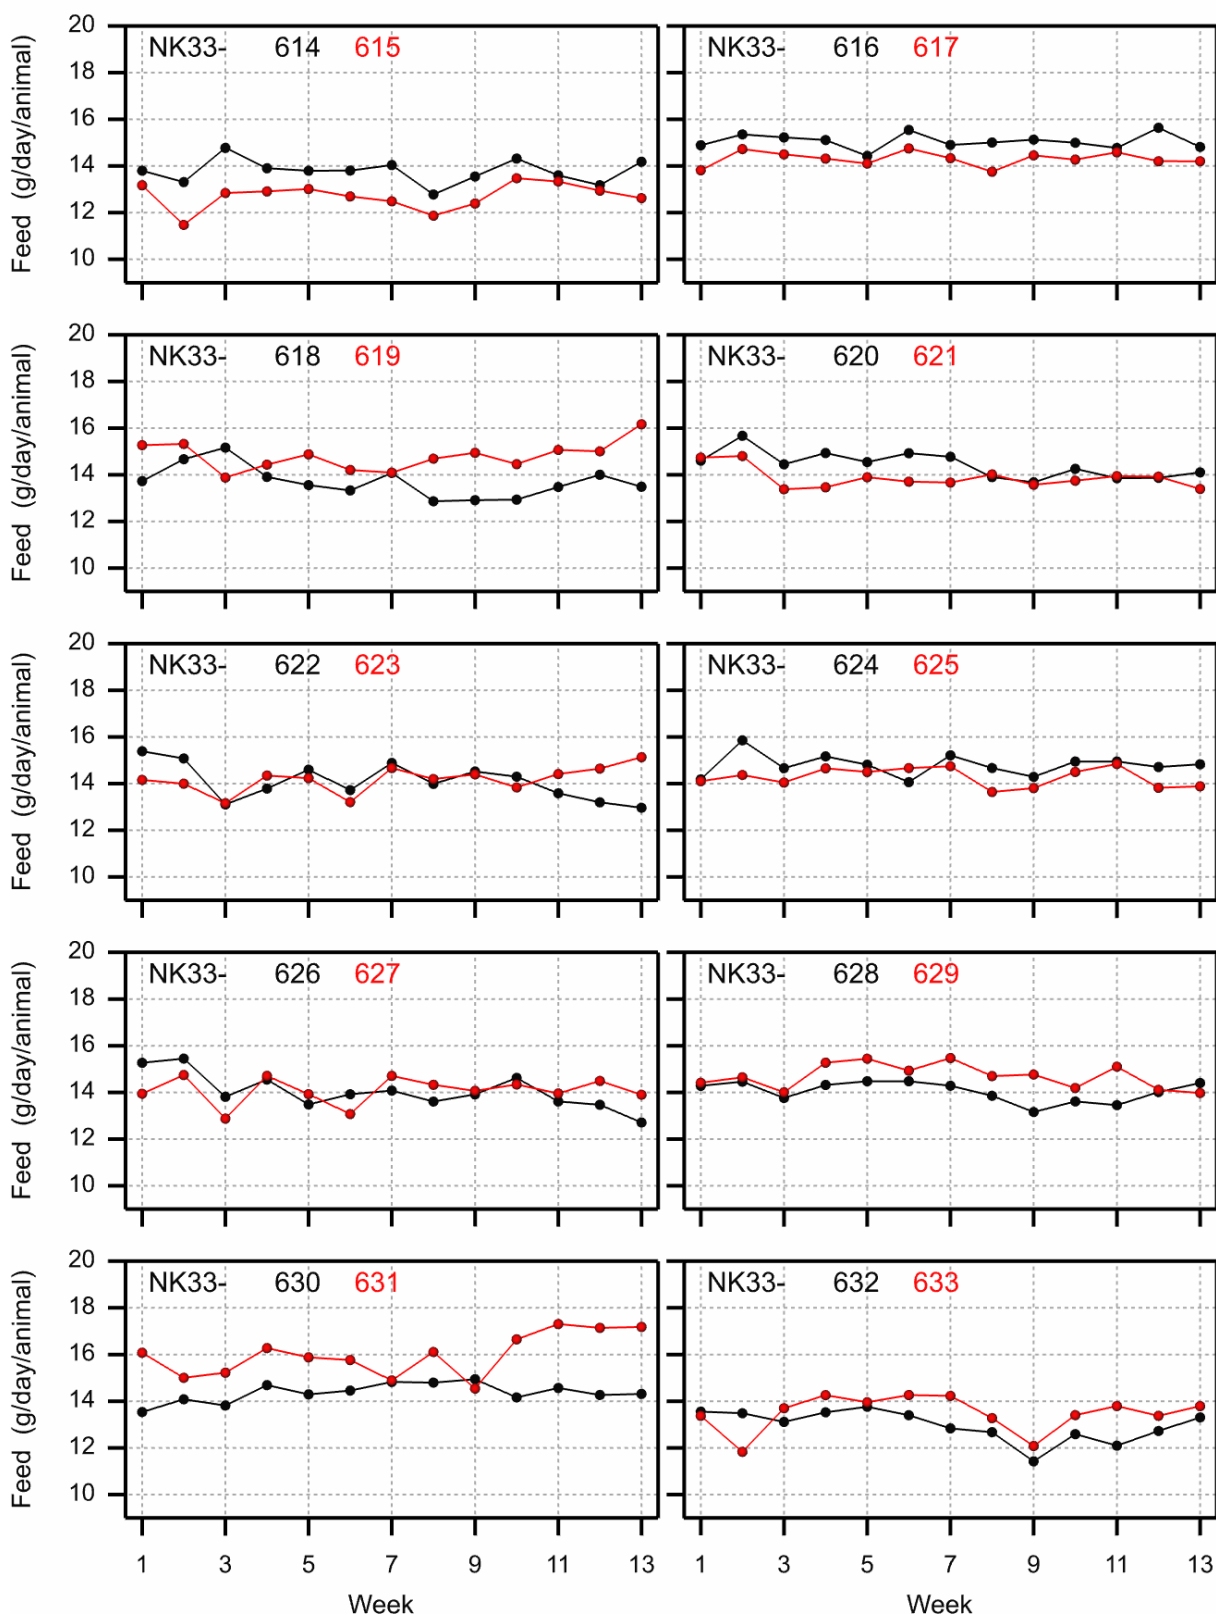 NK33- 614 615
NK33- 616 617
20
18
16
14
12
10
Feed (g/day/animal)
NK33- 618 619
NK33- 620 621
20
18
16
14
12
10
Feed (g/day/animal)
NK33- 622 623
NK33- 624 625
20
18
16
14
12
10
Feed (g/day/animal)
NK33- 626 627
NK33- 628 629
20
18
16
14
12
10
Feed (g/day/animal)
NK33- 630 631
NK33- 632 633
20
18
16
14
12
10
Feed (g/day/animal)
1 3 5 7 9 11 13
1 3 5 7 9 11 13
Week
Week